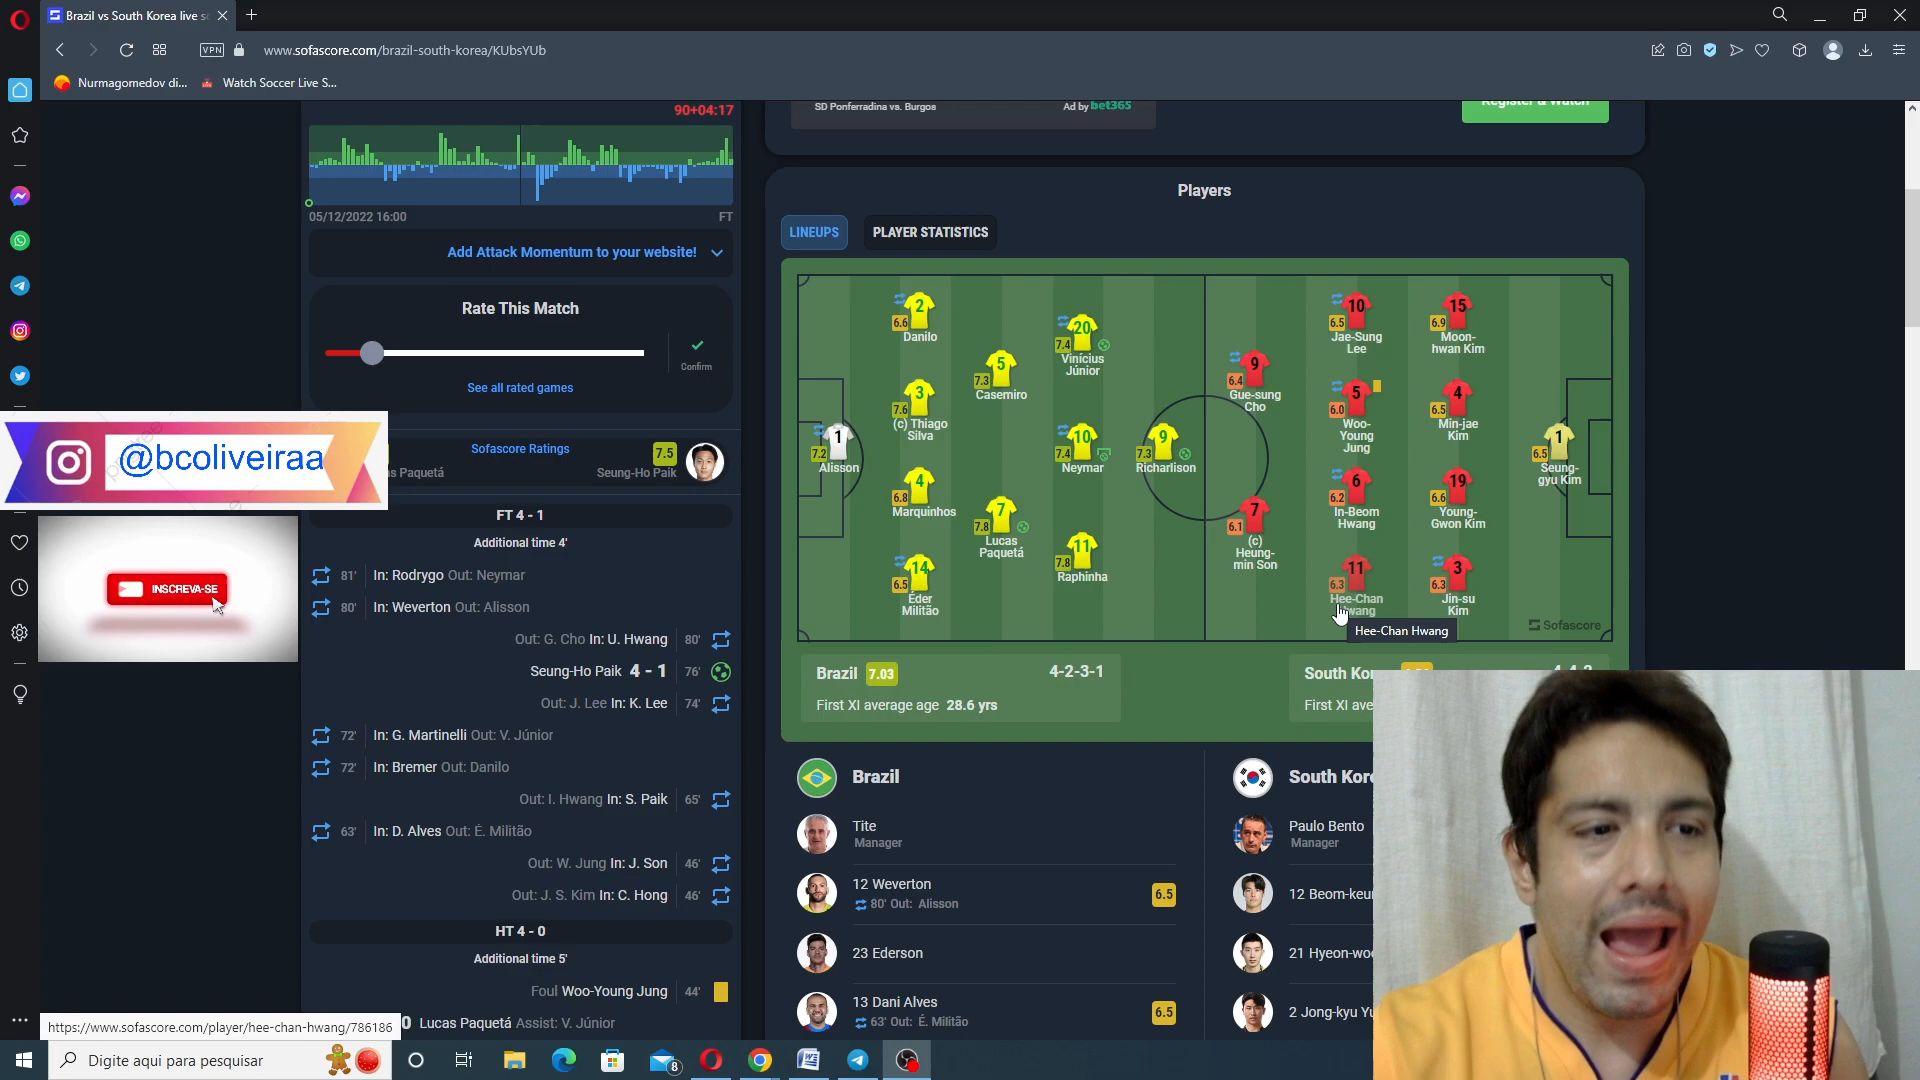 Brazil vs South Korea live s
VPN
www.sofascore.com/brazil-south-korea/KUbsYUb
Nurmagomedov di...
Watch Soccer Live S...
90+04:17
05/12/2022 16:00
FT
Add Attack Momentum to your website!
Rate This Match
Confirm
See all rated games
@bcoliveiraa
Sofascore Ratings
7.5
s Paquetá
Seung-Ho Paik
INSCREVA-SE
FT 4 - 1
Additional time 4'
81' In: Rodrygo Out: Neymar
80' In: Weverton Out: Alisson
Out: G. Cho In: U. Hwang 80'
Seung-Ho Paik 4 - 1 76'
Out: J. Lee In: K. Lee 74'
72' In: G. Martinelli Out: V. Júnior
72' In: Bremer Out: Danilo
Out: I. Hwang In: S. Paik 65'
63' In: D. Alves Out: É. Militão
Out: W. Jung In: J. Son 46'
Out: J. S. Kim In: C. Hong 46'
HT 4 - 0
Additional time 5'
Foul Woo-Young Jung 44'
0 Lucas Paquetá Assist: V. Júnior
https://www.sofascore.com/player/hee-chan-hwang/786186
SD Ponferradina vs. Burgos
Ad by bet365
Register & Watch
Players
LINEUPS
PLAYER STATISTICS
1
7.2
Alisson
2
6.6
Danilo
3
7.6
(c) Thiago
Silva
4
6.8
Marquinhos
14
6.5
Éder
Militão
5
7.3
Casemiro
7
7.8
Lucas
Paquetá
20
7.4
Vinícius
Júnior
10
7.4
Neymar
11
7.8
Raphinha
9
7.3
Richarlison
9
6.4
Gue-sung
Cho
7
6.1
(c)
Heung-
min Son
10
6.5
Jae-Sung
Lee
5
6.0
Woo-
Young
Jung
6
6.2
In-Beom
Hwang
11
6.3
Hee-Chan
Hwang
15
6.9
Moon-
hwan Kim
4
6.5
Min-jae
Kim
19
6.6
Young-
Gwon Kim
3
6.3
Jin-su
Kim
1
6.5
Seung-
gyu Kim
Hee-Chan Hwang
Sofascore
Brazil 7.03
4-2-3-1
First XI average age 28.6 yrs
South Kor
4-4-2
First XI ave
Brazil
Tite
Manager
12 Weverton
80' Out: Alisson
6.5
23 Ederson
13 Dani Alves
63' Out: É. Militão
6.5
South Kore
Paulo Bento
Manager
12 Beom-keu
21 Hyeon-wo
2 Jong-kyu Yu
Digite aqui para pesquisar
8